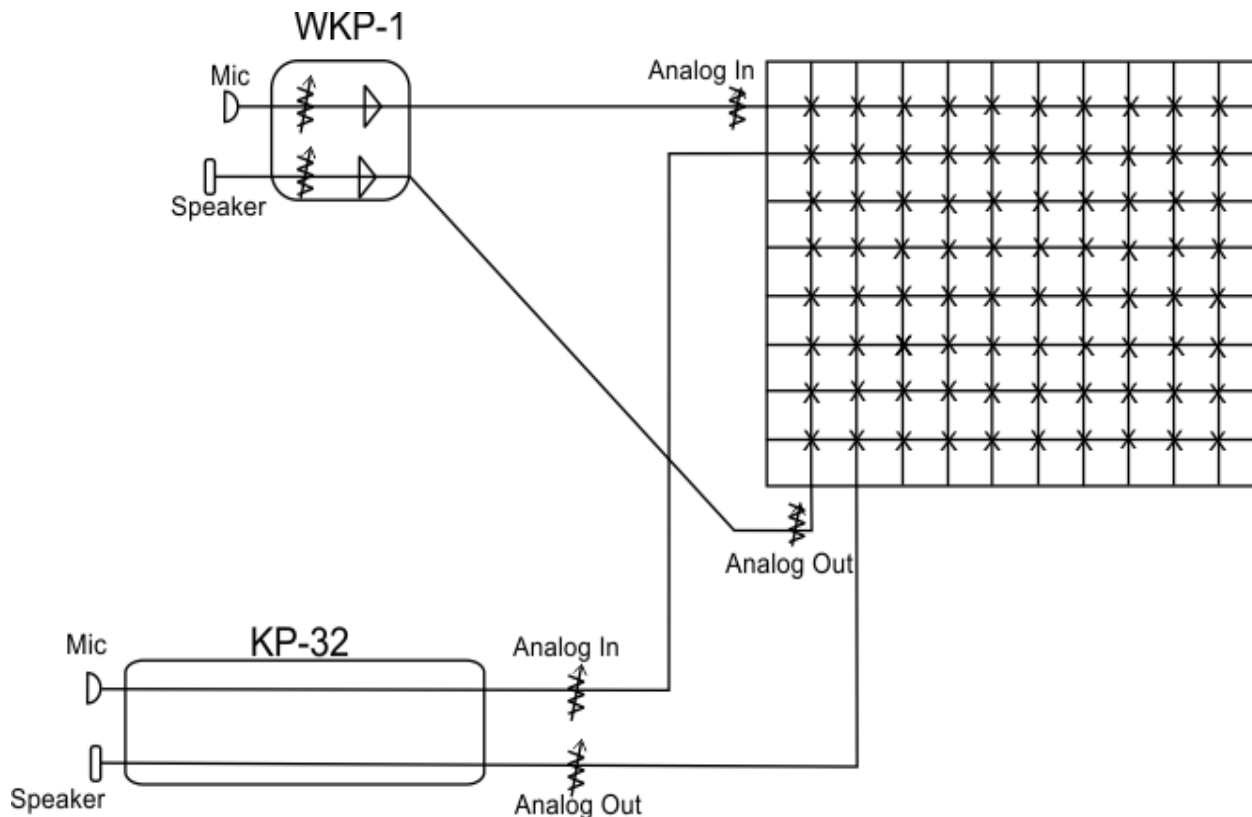 WKP-1
Mic
Analog In
Speaker
Analog Out
KP-32
Mic
Analog In
Speaker
Analog Out